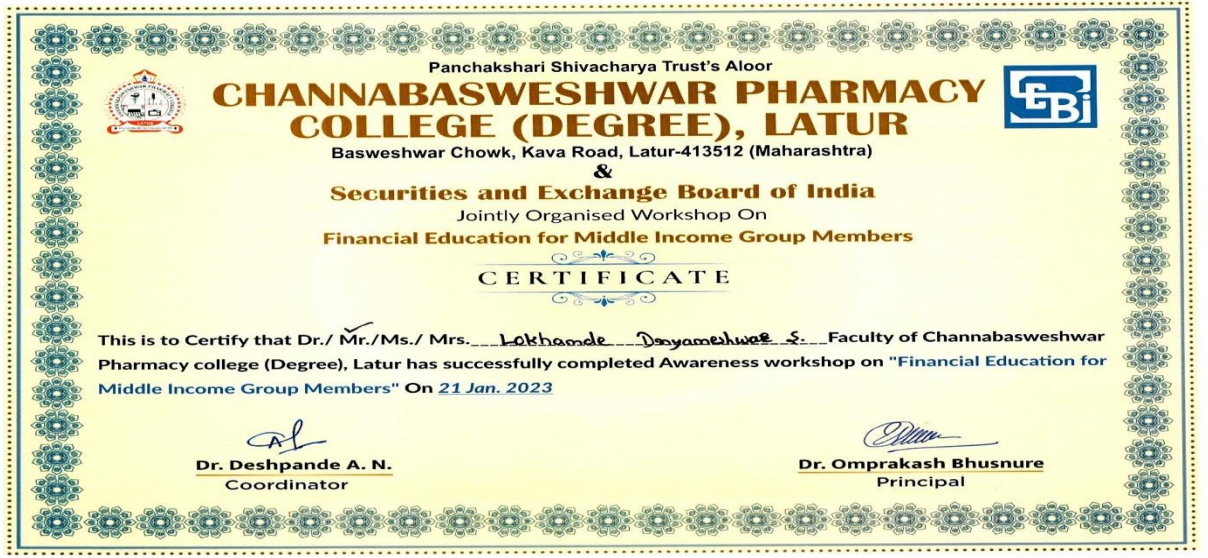 Panchakshari Shivacharya Trust's Aloor
CHANNABASWESHWAR PHARMACY
COLLEGE (DEGREE), LATUR
SEBI
Basweshwar Chowk, Kava Road, Latur-413512 (Maharashtra)
&
Securities and Exchange Board of India
Jointly Organised Workshop On
Financial Education for Middle Income Group Members
CERTIFICATE
This is to Certify that Dr./ Mr./Ms./ Mrs. Lokhande Dnyaneshwar S. Faculty of Channabasweshwar
Pharmacy college (Degree), Latur has successfully completed Awareness workshop on "Financial Education for
Middle Income Group Members" On 21 Jan. 2023
Dr. Deshpande A. N.
Coordinator
Dr. Omprakash Bhusnure
Principal